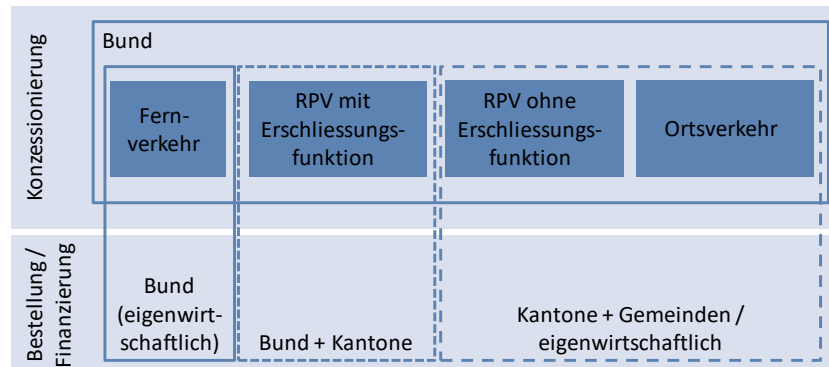 Konzessionierung
Bund
Fern-
verkehr
RPV mit
Erschliessungs-
funktion
RPV ohne
Erschliessungs-
funktion
Ortsverkehr
Bestellung /
Finanzierung
Bund
(eigenwirt-
schaftlich)
Bund + Kantone
Kantone + Gemeinden /
eigenwirtschaftlich